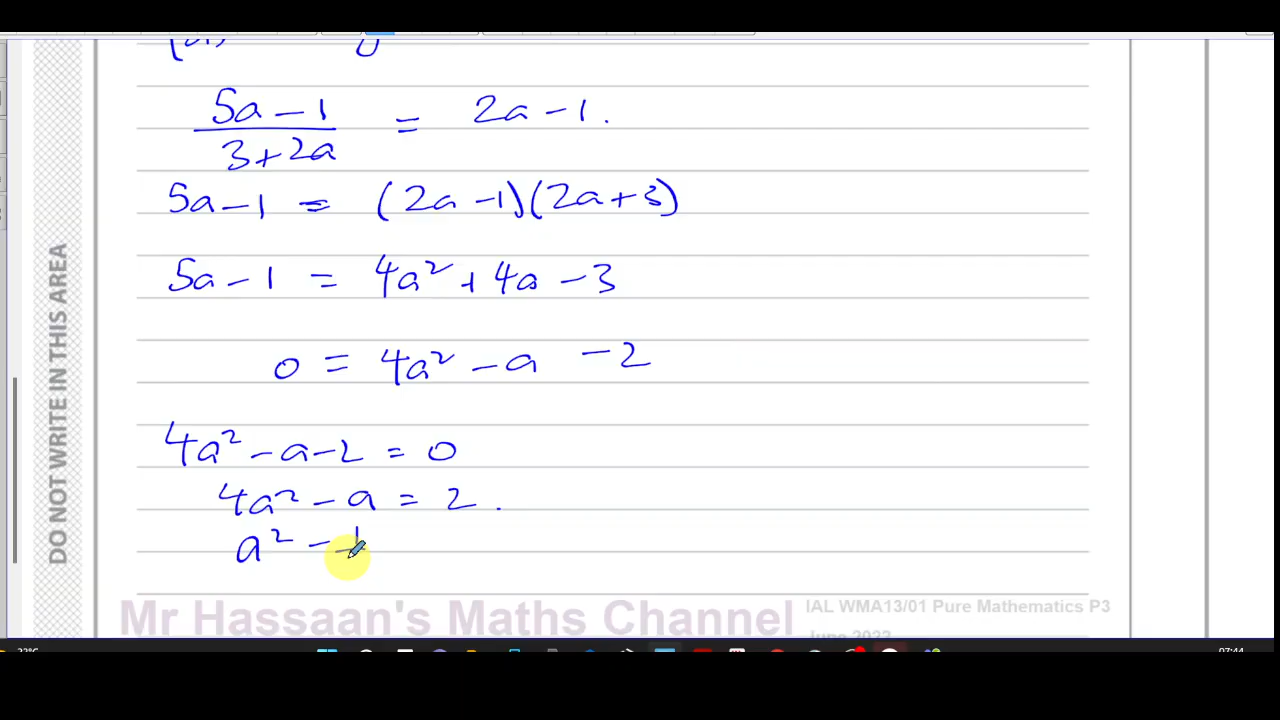 5a - 1 / 3 + 2a = 2a - 1.
5a - 1 = (2a - 1)(2a + 3)
5a - 1 = 4a² + 4a - 3
0 = 4a² - a - 2
4a² - a - 2 = 0
4a² - a = 2.
a² - 1
DO NOT WRITE IN THIS AREA
Mr Hassaan's Maths Channel
IAL WMA13/01 Pure Mathematics P3